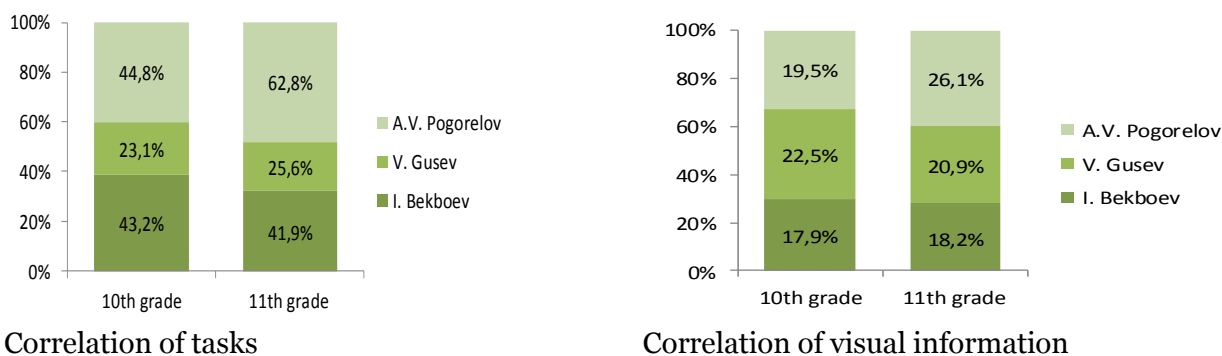 100%
80%
60%
40%
20%
0%
44,8%
62,8%
23,1%
25,6%
43,2%
41,9%
10th grade 11th grade
A.V. Pogorelov
V. Gusev
I. Bekboev
Correlation of tasks
100%
80%
60%
40%
20%
0%
19,5%
26,1%
22,5%
20,9%
17,9%
18,2%
10th grade 11th grade
A.V. Pogorelov
V. Gusev
I. Bekboev
Correlation of visual information